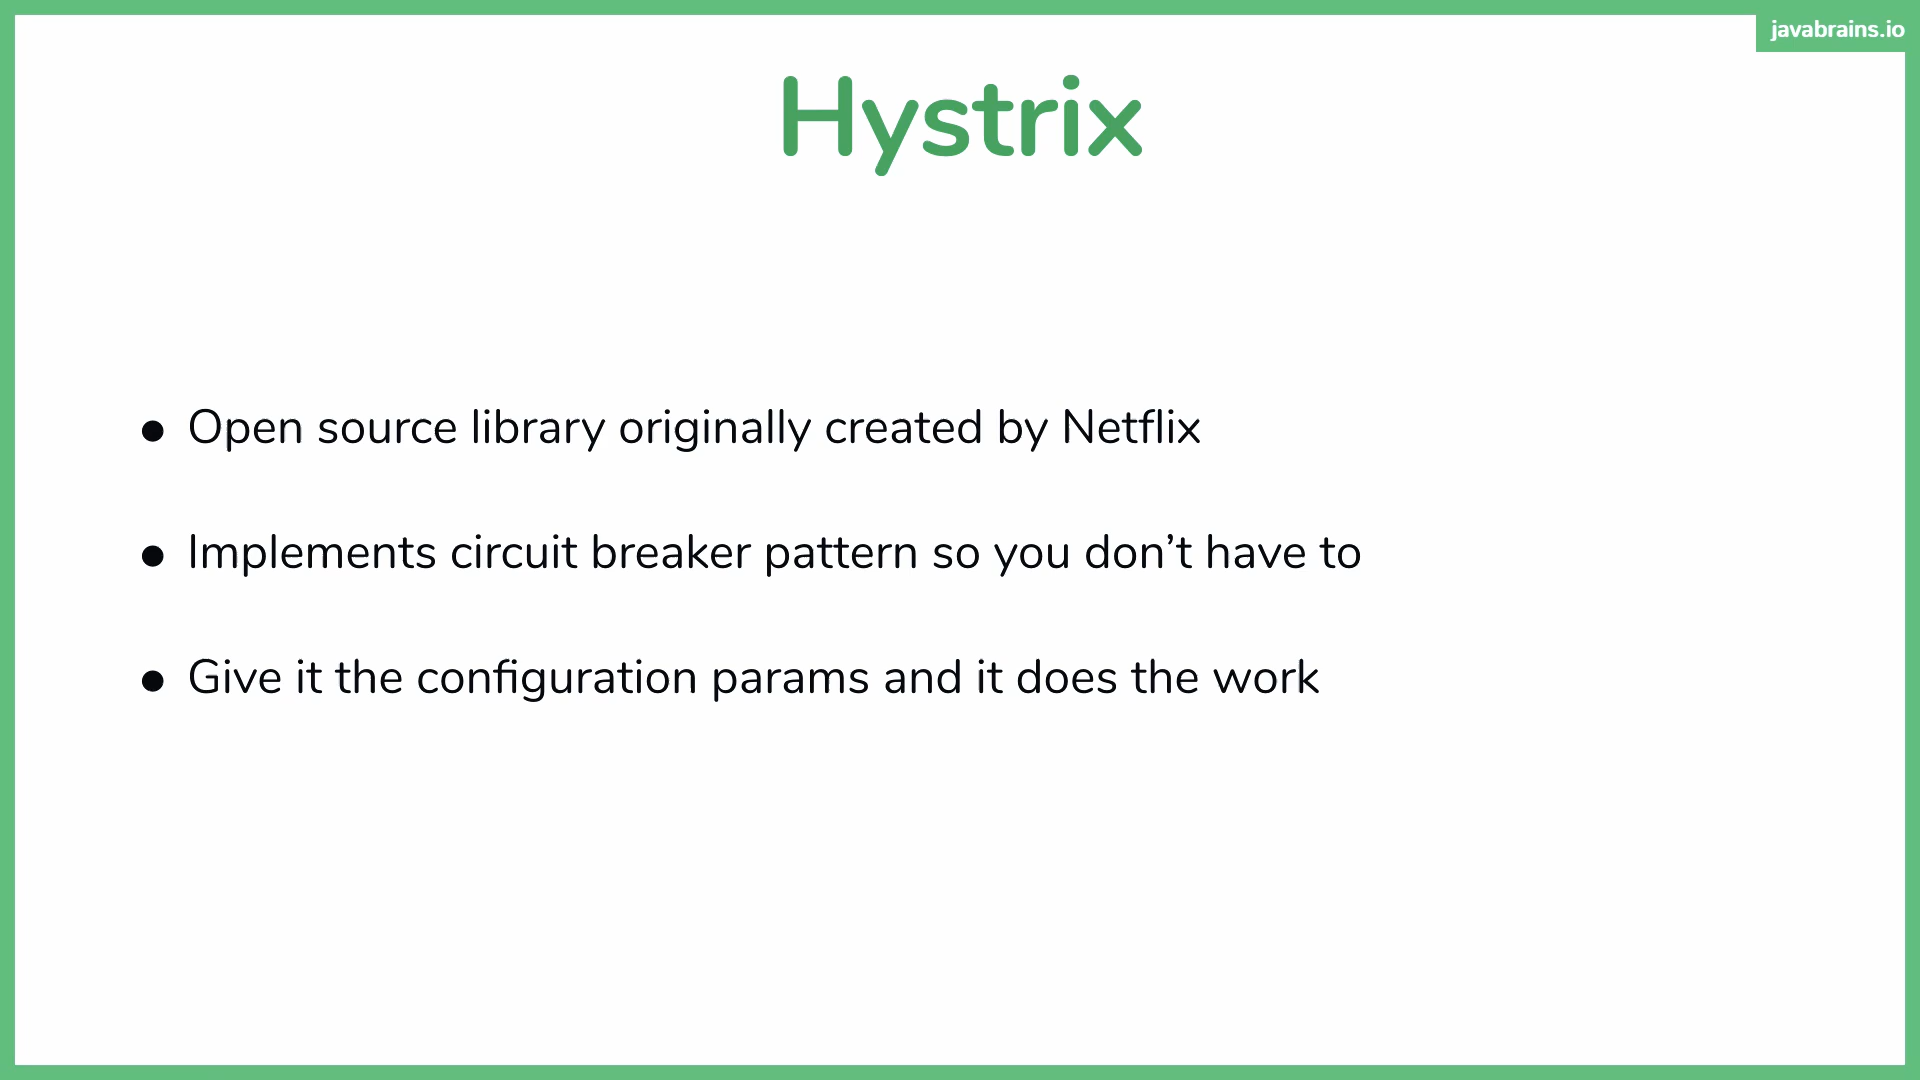 javabrains.io
Hystrix
● Open source library originally created by Netflix
● Implements circuit breaker pattern so you don’t have to
● Give it the configuration params and it does the work